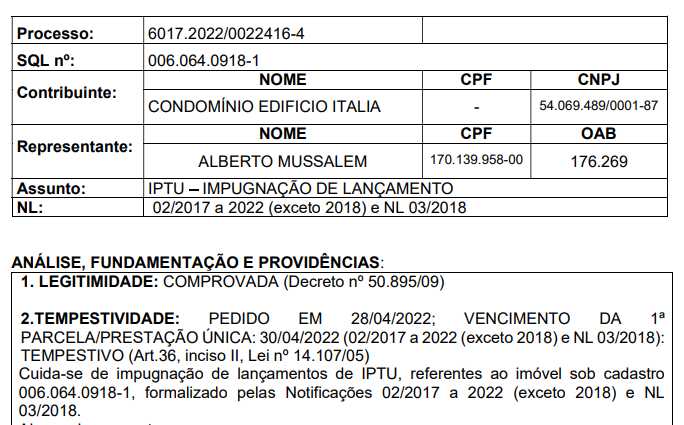 Processo: 6017.2022/0022416-4
SQL nº: 006.064.0918-1
Contribuinte: NOME CPF CNPJ
CONDOMÍNIO EDIFICIO ITALIA - 54.069.489/0001-87
Representante: NOME CPF OAB
ALBERTO MUSSALEM 170.139.958-00 176.269
Assunto: IPTU – IMPUGNAÇÃO DE LANÇAMENTO
NL: 02/2017 a 2022 (exceto 2018) e NL 03/2018
ANÁLISE, FUNDAMENTAÇÃO E PROVIDÊNCIAS:
1. LEGITIMIDADE: COMPROVADA (Decreto nº 50.895/09)
2.TEMPESTIVIDADE: PEDIDO EM 28/04/2022; VENCIMENTO DA 1ª
PARCELA/PRESTAÇÃO ÚNICA: 30/04/2022 (02/2017 a 2022 (exceto 2018) e NL 03/2018):
TEMPESTIVO (Art.36, inciso II, Lei nº 14.107/05)
Cuida-se de impugnação de lançamentos de IPTU, referentes ao imóvel sob cadastro
006.064.0918-1, formalizado pelas Notificações 02/2017 a 2022 (exceto 2018) e NL
03/2018.